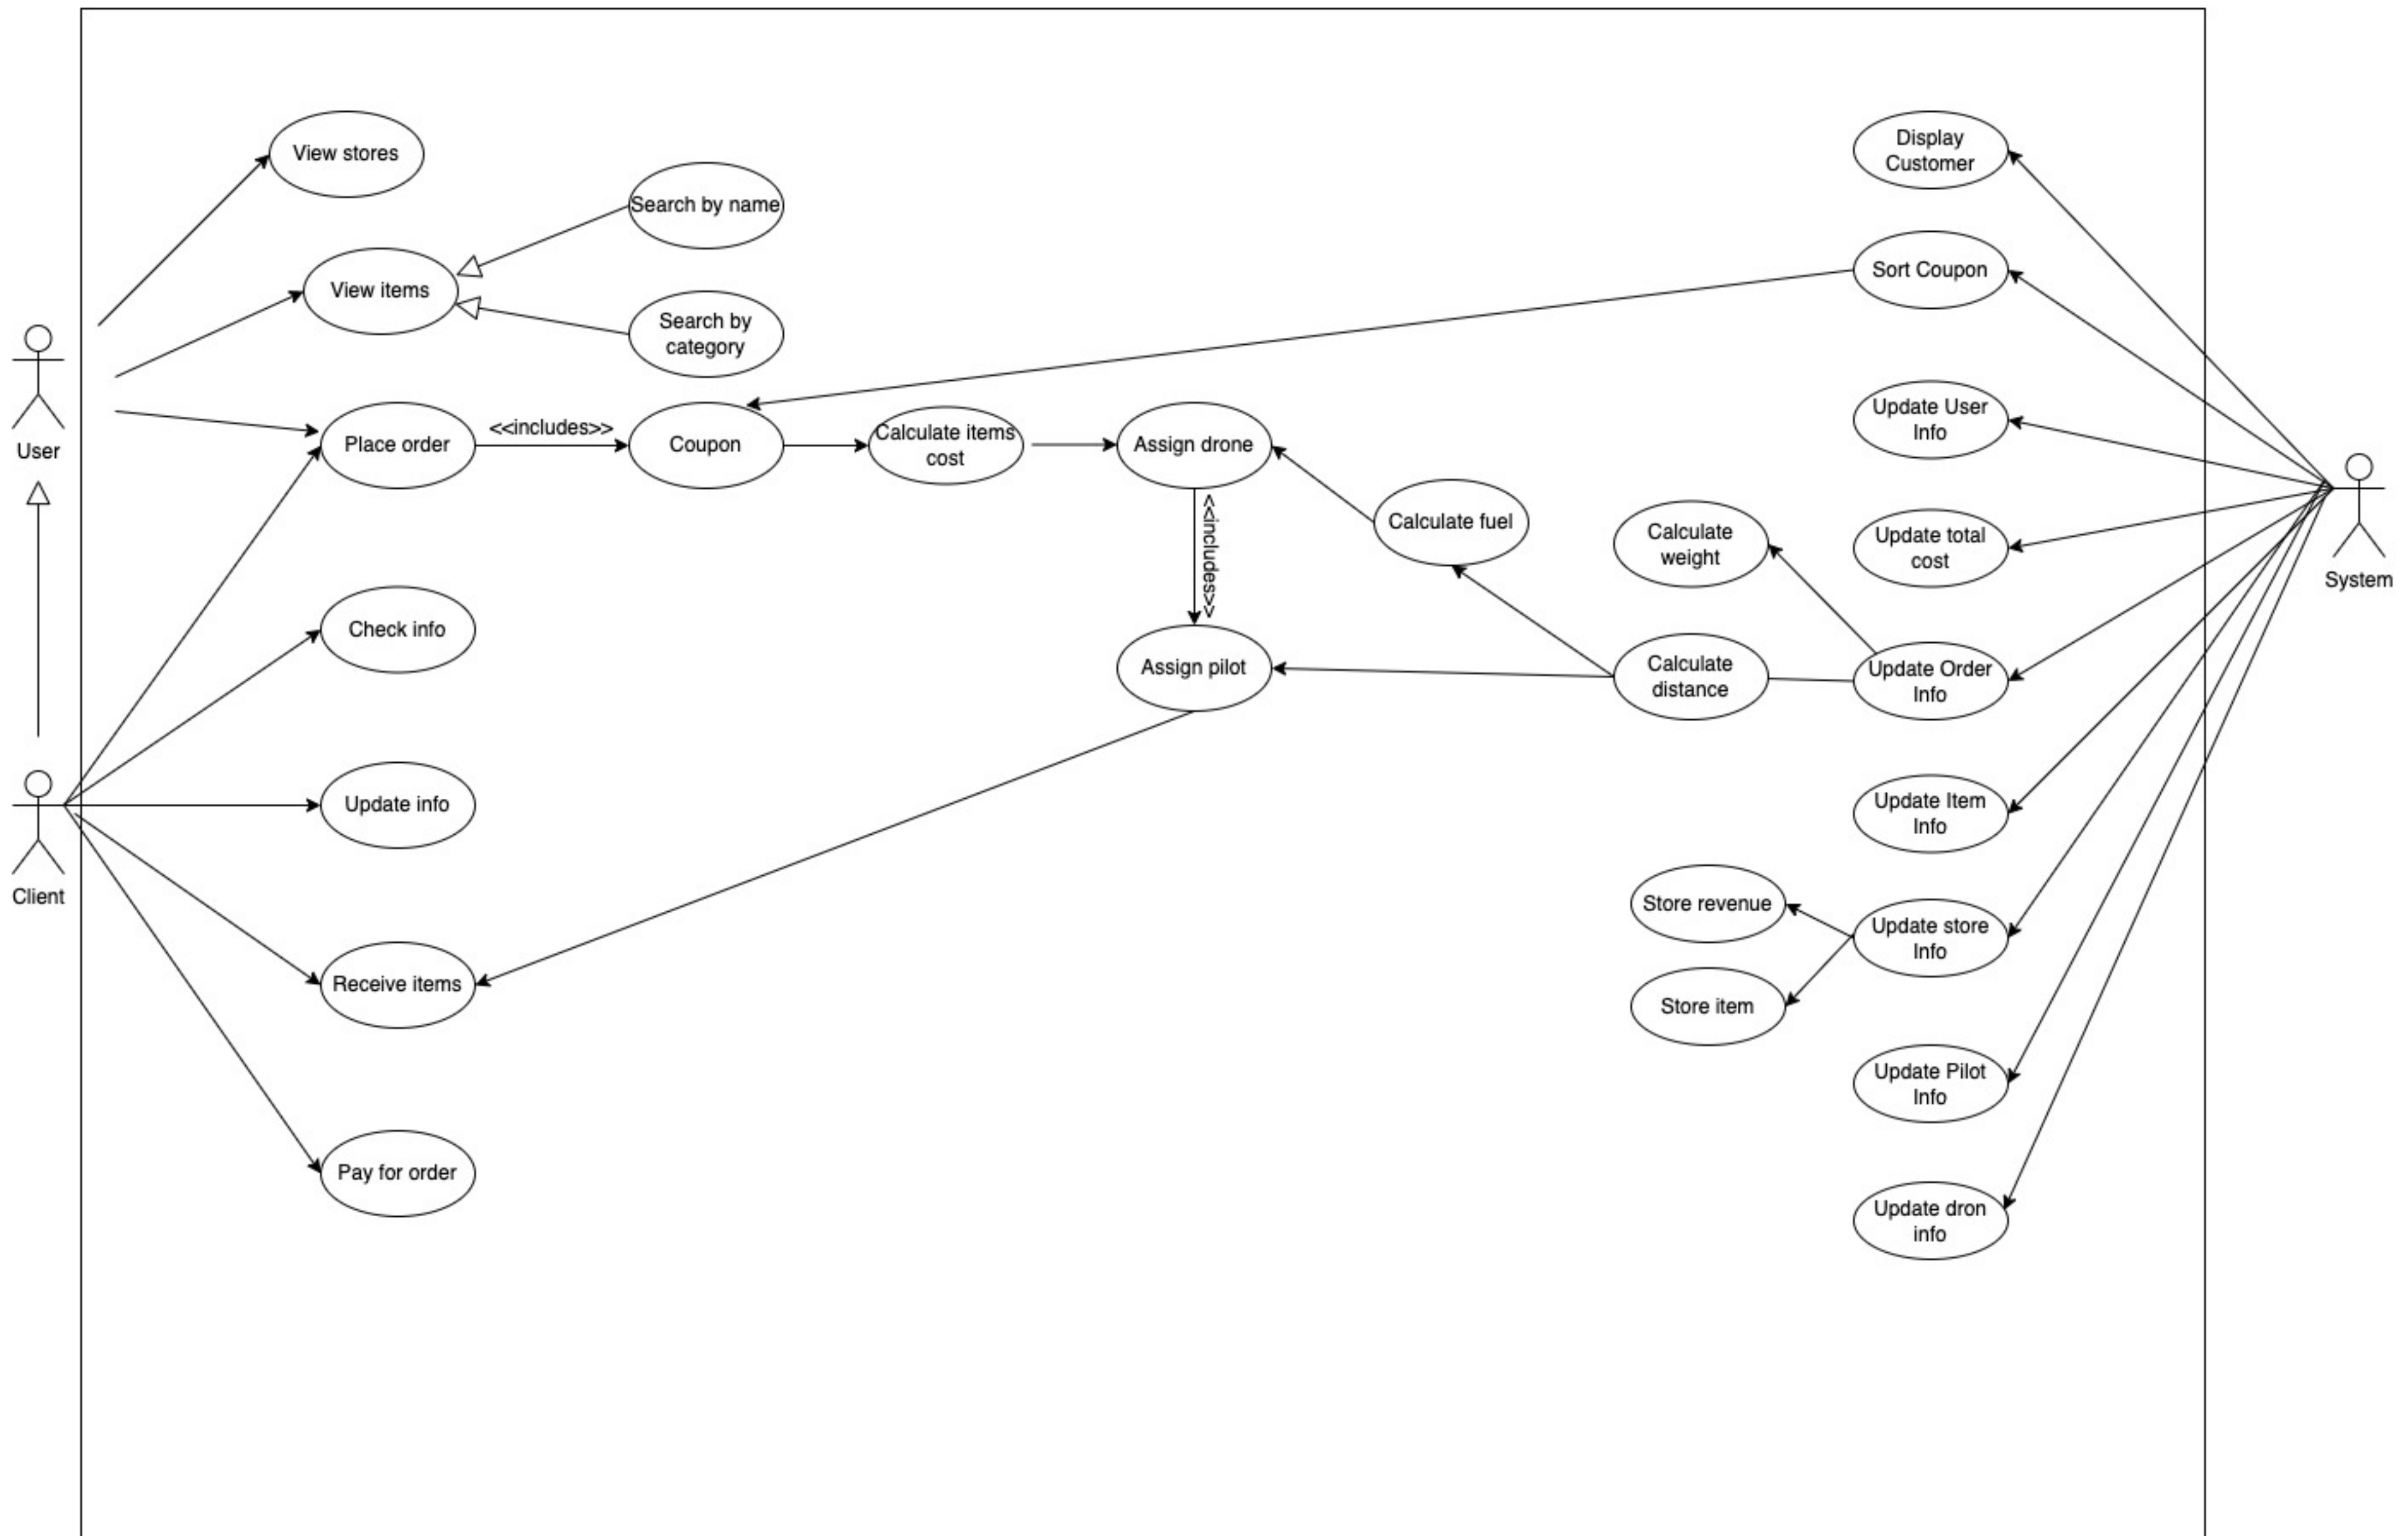 View stores
Search by name
View items
Search by
category
User
Place order
<<includes>>
Coupon
Calculate items
cost
Assign drone
<<includes>>
Calculate fuel
Check info
Assign pilot
Update info
Client
Receive items
Pay for order
Display
Customer
Sort Coupon
Update User
Info
Update total
cost
System
Calculate
weight
Calculate
distance
Update Order
Info
Update Item
Info
Store revenue
Update store
Info
Store item
Update Pilot
Info
Update dron
info